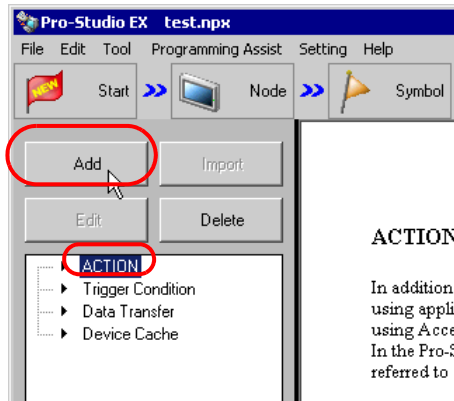 Pro-Studio EX test.npx
File Edit Tool Programming Assist Setting Help
NEW Start Node Symbol
Add Import
Edit Delete
ACTION
Trigger Condition
Data Transfer
Device Cache
ACTION
In addition
using appli
using Acce
In the Pro-S
referred to